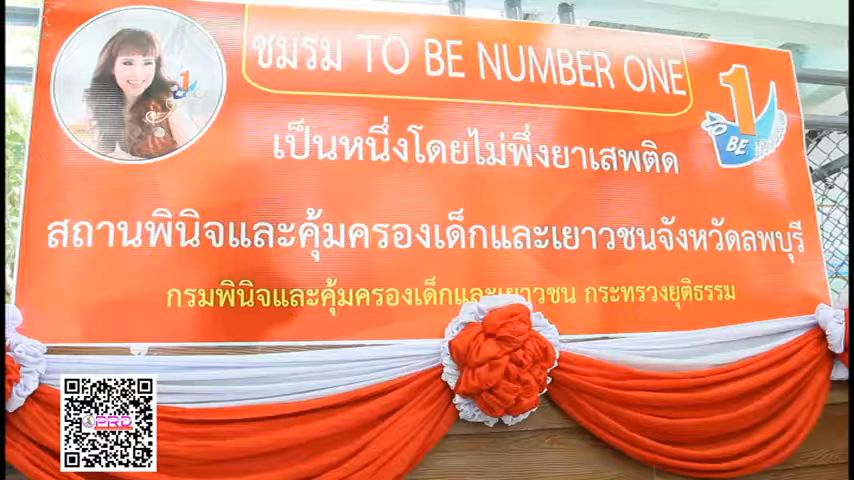 ชมรม TO BE NUMBER ONE
เป็นหนึ่งโดยไม่พึ่งยาเสพติด
สถานพินิจและคุ้มครองเด็กและเยาวชนจังหวัดลพบุรี
กรมพินิจและคุ้มครองเด็กและเยาวชน กระทรวงยุติธรรม
1
TO BE
PRD